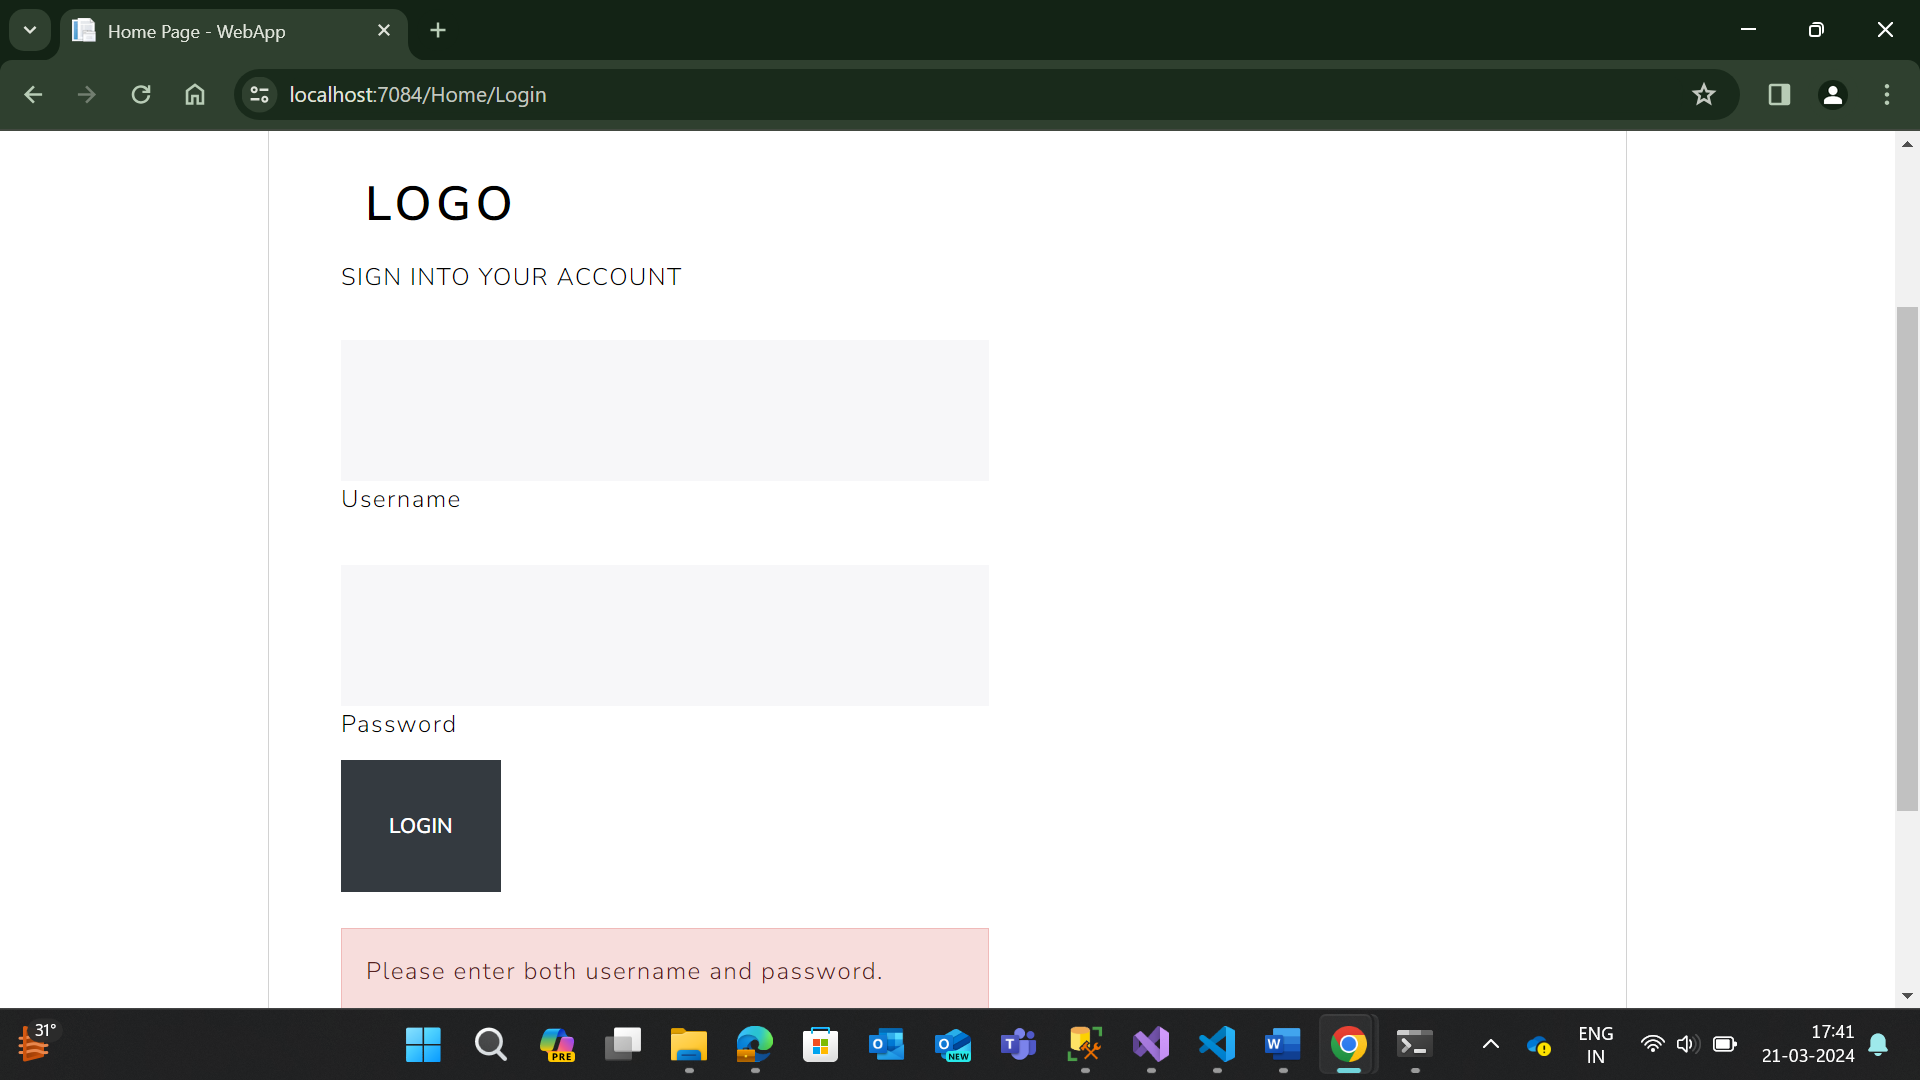 Home Page - WebApp
localhost:7084/Home/Login
LOGO
SIGN INTO YOUR ACCOUNT
Username
Password
LOGIN
Please enter both username and password.
31°
PRE
NEW
ENG
IN
17:41
21-03-2024